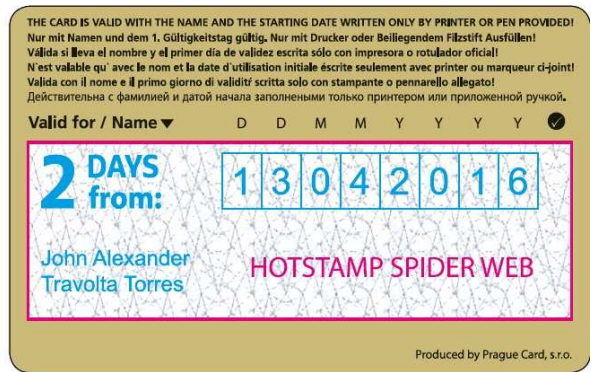 THE CARD IS VALID WITH THE NAME AND THE STARTING DATE WRITTEN ONLY BY PRINTER OR PEN PROVIDED!
Nur mit Namen und dem 1. Gültigkeitstag gültig. Nur mit Drucker oder Beiliegendem Filzstift Ausfüllen!
Válida si lleva el nombre y el primer día de validez escrita sólo con impresora o rotulador oficial!
N'est valable qu' avec le nom et la date d'utilisation initiale éscrite seulement avec printer ou marqueur ci-joint!
Valida con il nome e il primo giorno di validitŕ scritta solo con stampante o pennarello allegato!
Действительна с фамилией и датой начала заполнеными только принтером или приложенной ручкой.
Valid for / Name ▼ D D M M Y Y Y Y ✓
2 DAYS from: 1 3 0 4 2 0 1 6
John Alexander
Travolta Torres
HOTSTAMP SPIDER WEB
Produced by Prague Card, s.r.o.